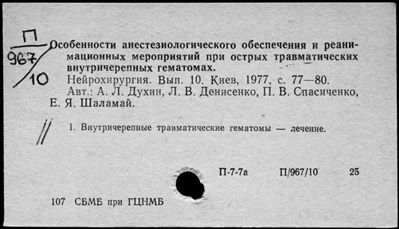 П
967/10
Особенности анестезиологического обеспечения и реани-
мационных мероприятий при острых травматических
внутричерепных гематомах.
Нейрохирургия. Вып. 10. Киев, 1977, с. 77—80.
Авт.: А. Л. Духин, Л. В. Денисенко, П. В. Спасиченко,
Е. Я. Шаламай.
1. Внутричерепные травматические гематомы — лечение.
П-7-7а П/967/10 25
107 СБМБ при ГЦНМБ